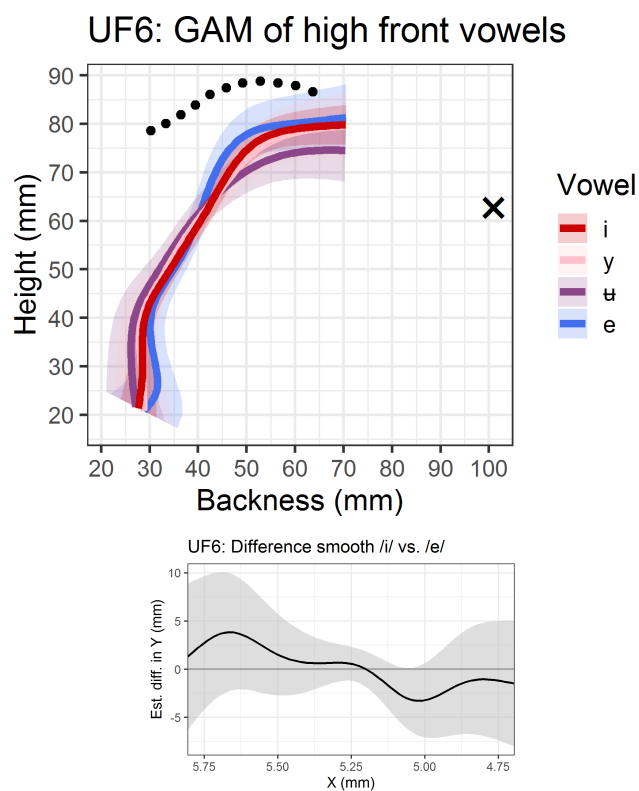 UF6: GAM of high front vowels
90
80
70
60
50
40
30
20
Height (mm)
20 30 40 50 60 70 80 90 100
Backness (mm)
Vowel
i
y
ʉ
e
UF6: Difference smooth /i/ vs. /e/
10
5
0
-5
Est. diff. in Y (mm)
5.75 5.50 5.25 5.00 4.75
X (mm)